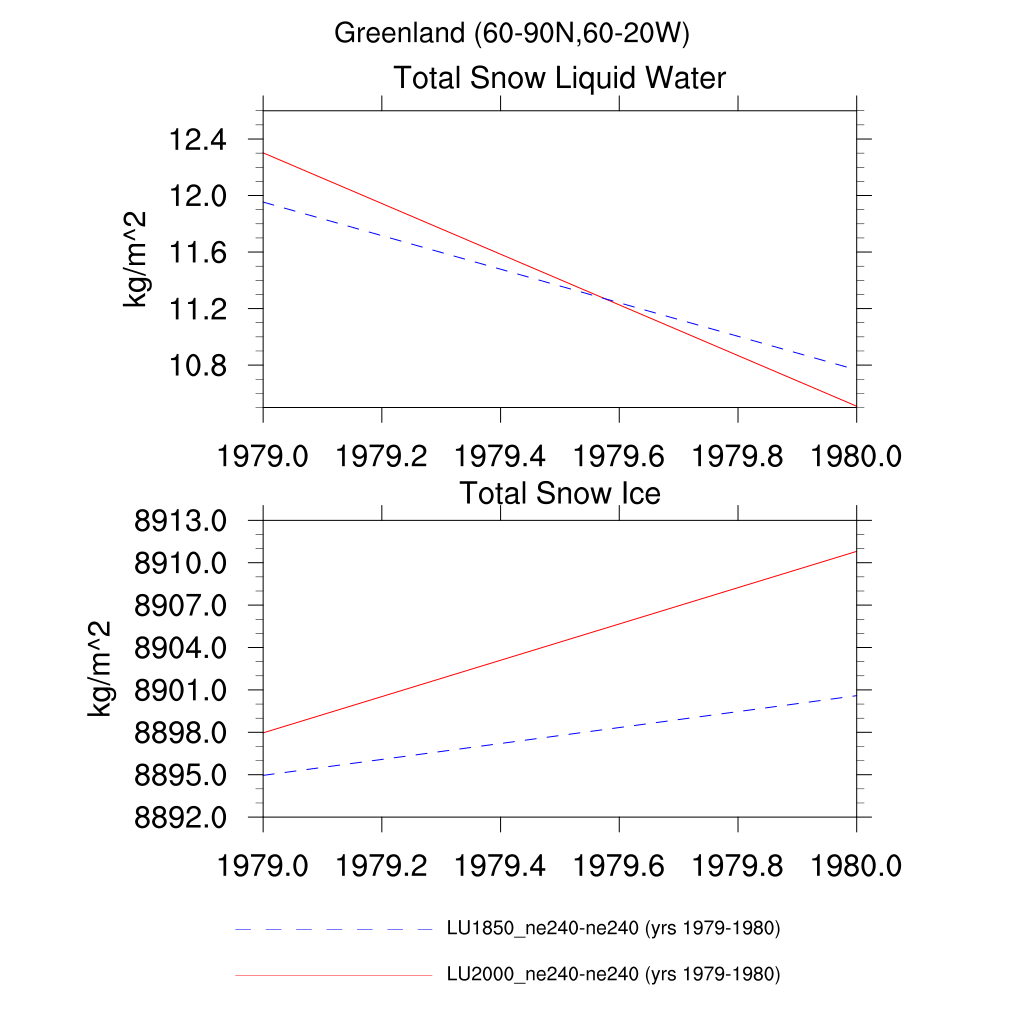 Greenland (60-90N,60-20W)
Total Snow Liquid Water
12.4
12.0
11.6
11.2
10.8
kg/m^2
1979.0 1979.2 1979.4 1979.6 1979.8 1980.0
Total Snow Ice
8913.0
8910.0
8907.0
8904.0
8901.0
8898.0
8895.0
8892.0
kg/m^2
1979.0 1979.2 1979.4 1979.6 1979.8 1980.0
LU1850_ne240-ne240 (yrs 1979-1980)
LU2000_ne240-ne240 (yrs 1979-1980)